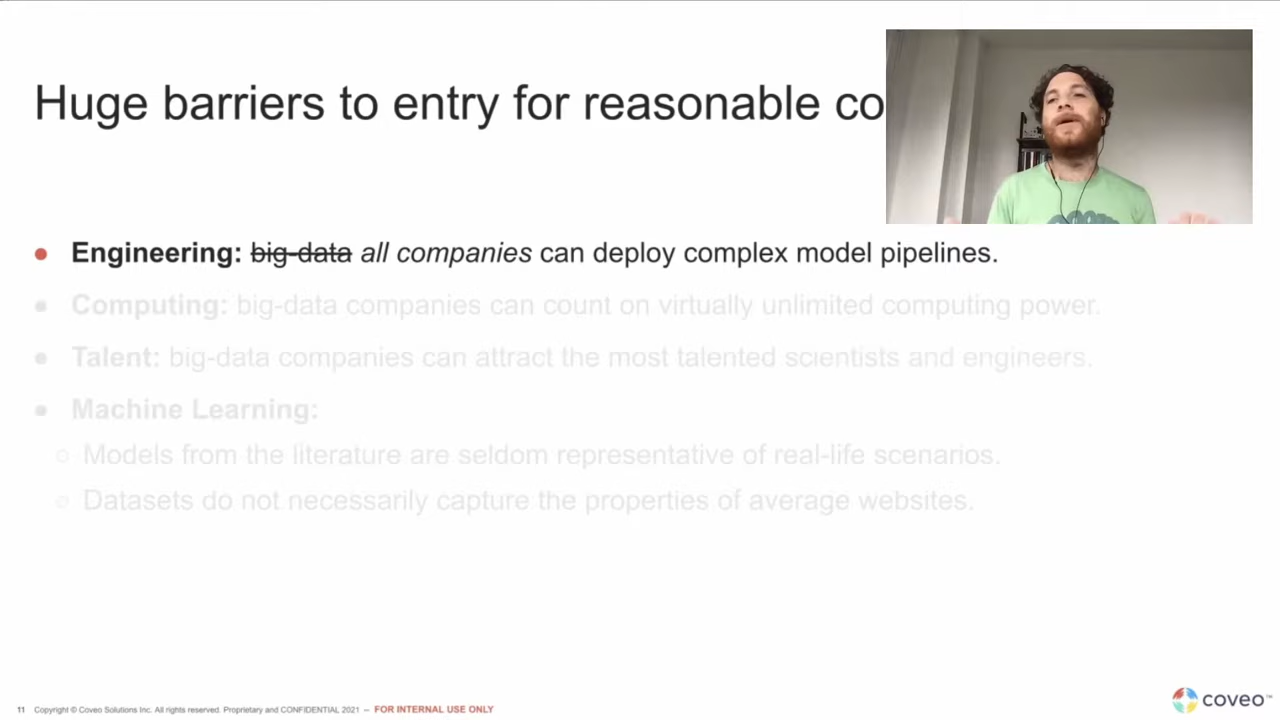 Huge barriers to entry for reasonable co
• Engineering: big-data all companies can deploy complex model pipelines.
• Computing: big-data companies can count on virtually unlimited computing power.
• Talent: big-data companies can attract the most talented scientists and engineers.
• Machine Learning:
○ Models from the literature are seldom representative of real-life scenarios.
○ Datasets do not necessarily capture the properties of average websites.
11 Copyright © Coveo Solutions Inc. All rights reserved. Proprietary and CONFIDENTIAL 2021 – FOR INTERNAL USE ONLY
coveo™